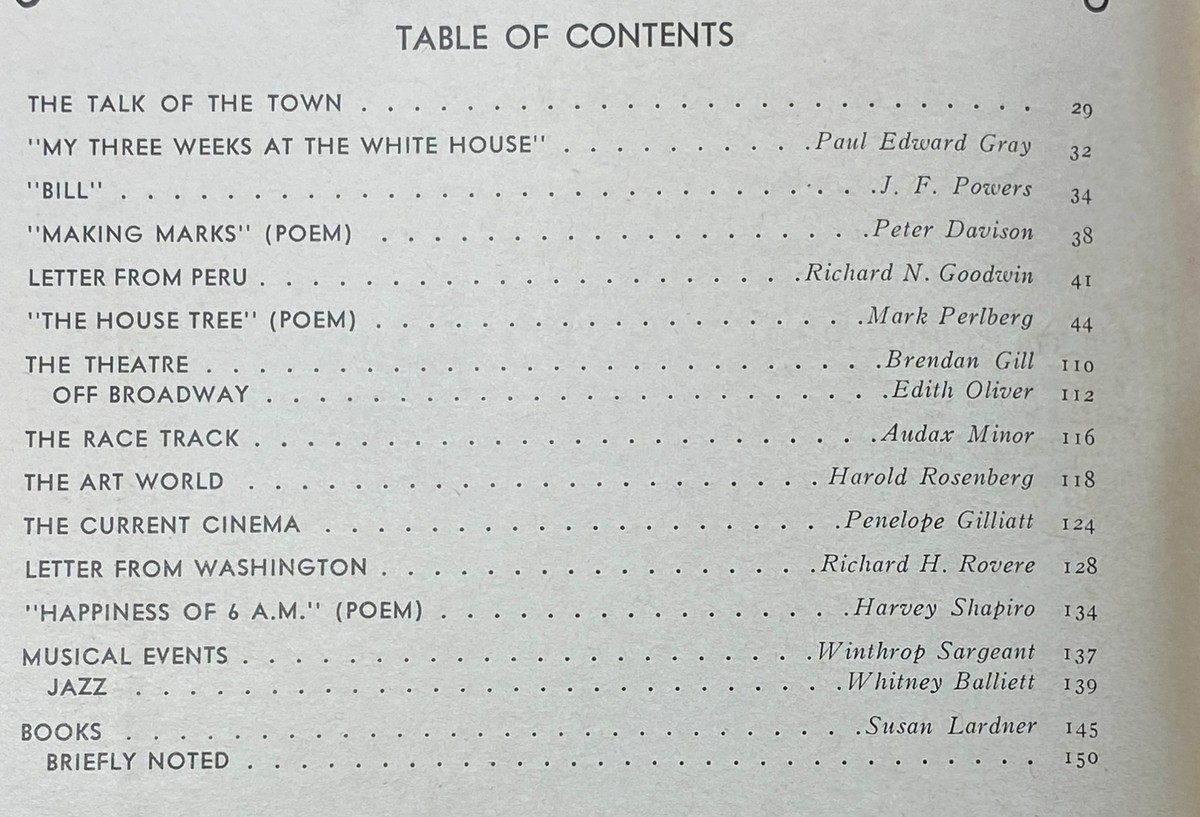 TABLE OF CONTENTS
THE TALK OF THE TOWN . . . . . . . . . . . . . . . . . . . . . . . . . . 29
"MY THREE WEEKS AT THE WHITE HOUSE" . . . . . . . . . . Paul Edward Gray 32
"BILL" . . . . . . . . . . . . . . . . . . . . . . . . . . . . . J. F. Powers 34
"MAKING MARKS" (POEM) . . . . . . . . . . . . . . . . . . . Peter Davison 38
LETTER FROM PERU . . . . . . . . . . . . . . . . . . . . . Richard N. Goodwin 41
"THE HOUSE TREE" (POEM) . . . . . . . . . . . . . . . . . . . Mark Perlberg 44
THE THEATRE . . . . . . . . . . . . . . . . . . . . . . . . . . Brendan Gill 110
OFF BROADWAY . . . . . . . . . . . . . . . . . . . . . . . . Edith Oliver 112
THE RACE TRACK . . . . . . . . . . . . . . . . . . . . . . . . Audax Minor 116
THE ART WORLD . . . . . . . . . . . . . . . . . . . . . . Harold Rosenberg 118
THE CURRENT CINEMA . . . . . . . . . . . . . . . . . . . . Penelope Gilliatt 124
LETTER FROM WASHINGTON . . . . . . . . . . . . . . . . . Richard H. Rovere 128
"HAPPINESS OF 6 A.M." (POEM) . . . . . . . . . . . . . . . . Harvey Shapiro 134
MUSICAL EVENTS . . . . . . . . . . . . . . . . . . . . . . Winthrop Sargeant 137
JAZZ . . . . . . . . . . . . . . . . . . . . . . . . . . . Whitney Balliett 139
BOOKS . . . . . . . . . . . . . . . . . . . . . . . . . . . . Susan Lardner 145
BRIEFLY NOTED . . . . . . . . . . . . . . . . . . . . . . . . . . . . . . 150